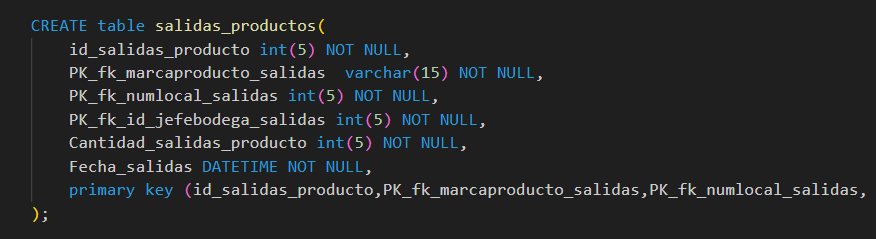 CREATE table salidas_productos(
id_salidas_producto int(5) NOT NULL,
PK_fk_marcaproducto_salidas  varchar(15) NOT NULL,
PK_fk_numlocal_salidas int(5) NOT NULL,
PK_fk_id_jefebodega_salidas int(5) NOT NULL,
Cantidad_salidas_producto int(5) NOT NULL,
Fecha_salidas DATETIME NOT NULL,
primary key (id_salidas_producto,PK_fk_marcaproducto_salidas,PK_fk_numlocal_salidas,
);